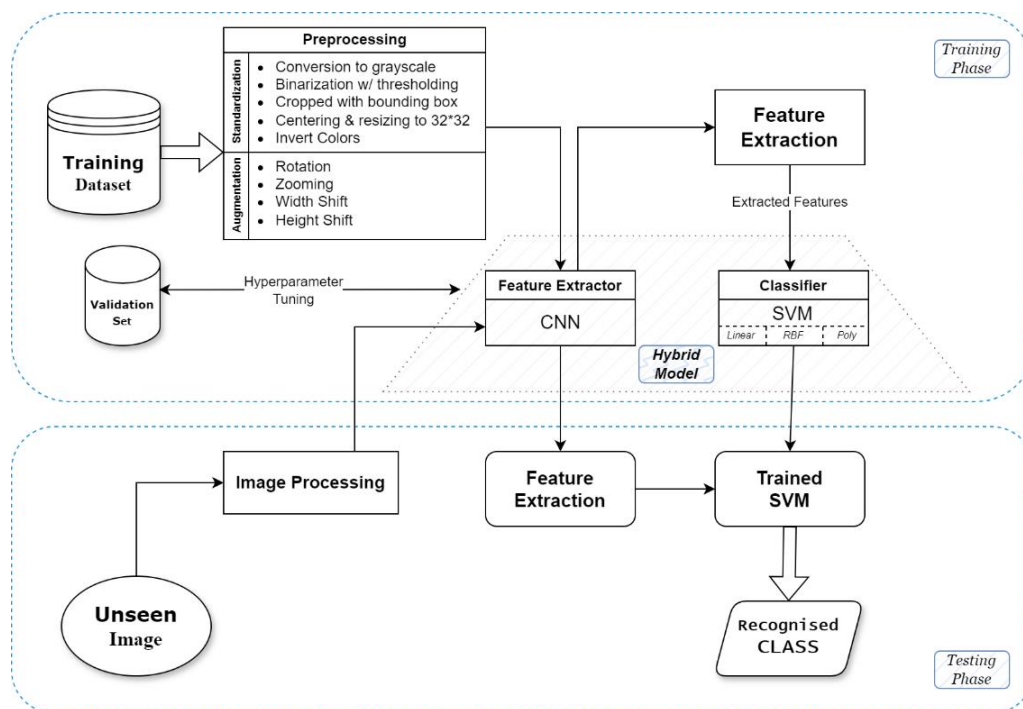 Preprocessing
Training
Phase
Standardization
• Conversion to grayscale
• Binarization w/ thresholding
• Cropped with bounding box
• Centering & resizing to 32*32
• Invert Colors
Augmentation
• Rotation
• Zooming
• Width Shift
• Height Shift
Training
Dataset
Feature
Extraction
Extracted Features
Validation
Set
Hyperparameter
Tuning
Feature Extractor
CNN
Classifier
SVM
Linear RBF Poly
Hybrid
Model
Image Processing
Feature
Extraction
Trained
SVM
Unseen
Image
Recognised
CLASS
Testing
Phase